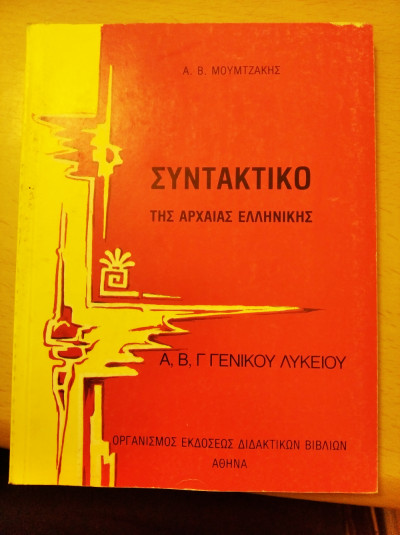 Α. Β. ΜΟΥΜΤΖΑΚΗΣ
ΣΥΝΤΑΚΤΙΚΟ
ΤΗΣ ΑΡΧΑΙΑΣ ΕΛΛΗΝΙΚΗΣ
Α, Β, Γ ΓΕΝΙΚΟΥ ΛΥΚΕΙΟΥ
ΟΡΓΑΝΙΣΜΟΣ ΕΚΔΟΣΕΩΣ ΔΙΔΑΚΤΙΚΩΝ ΒΙΒΛΙΩΝ
ΑΘΗΝΑ